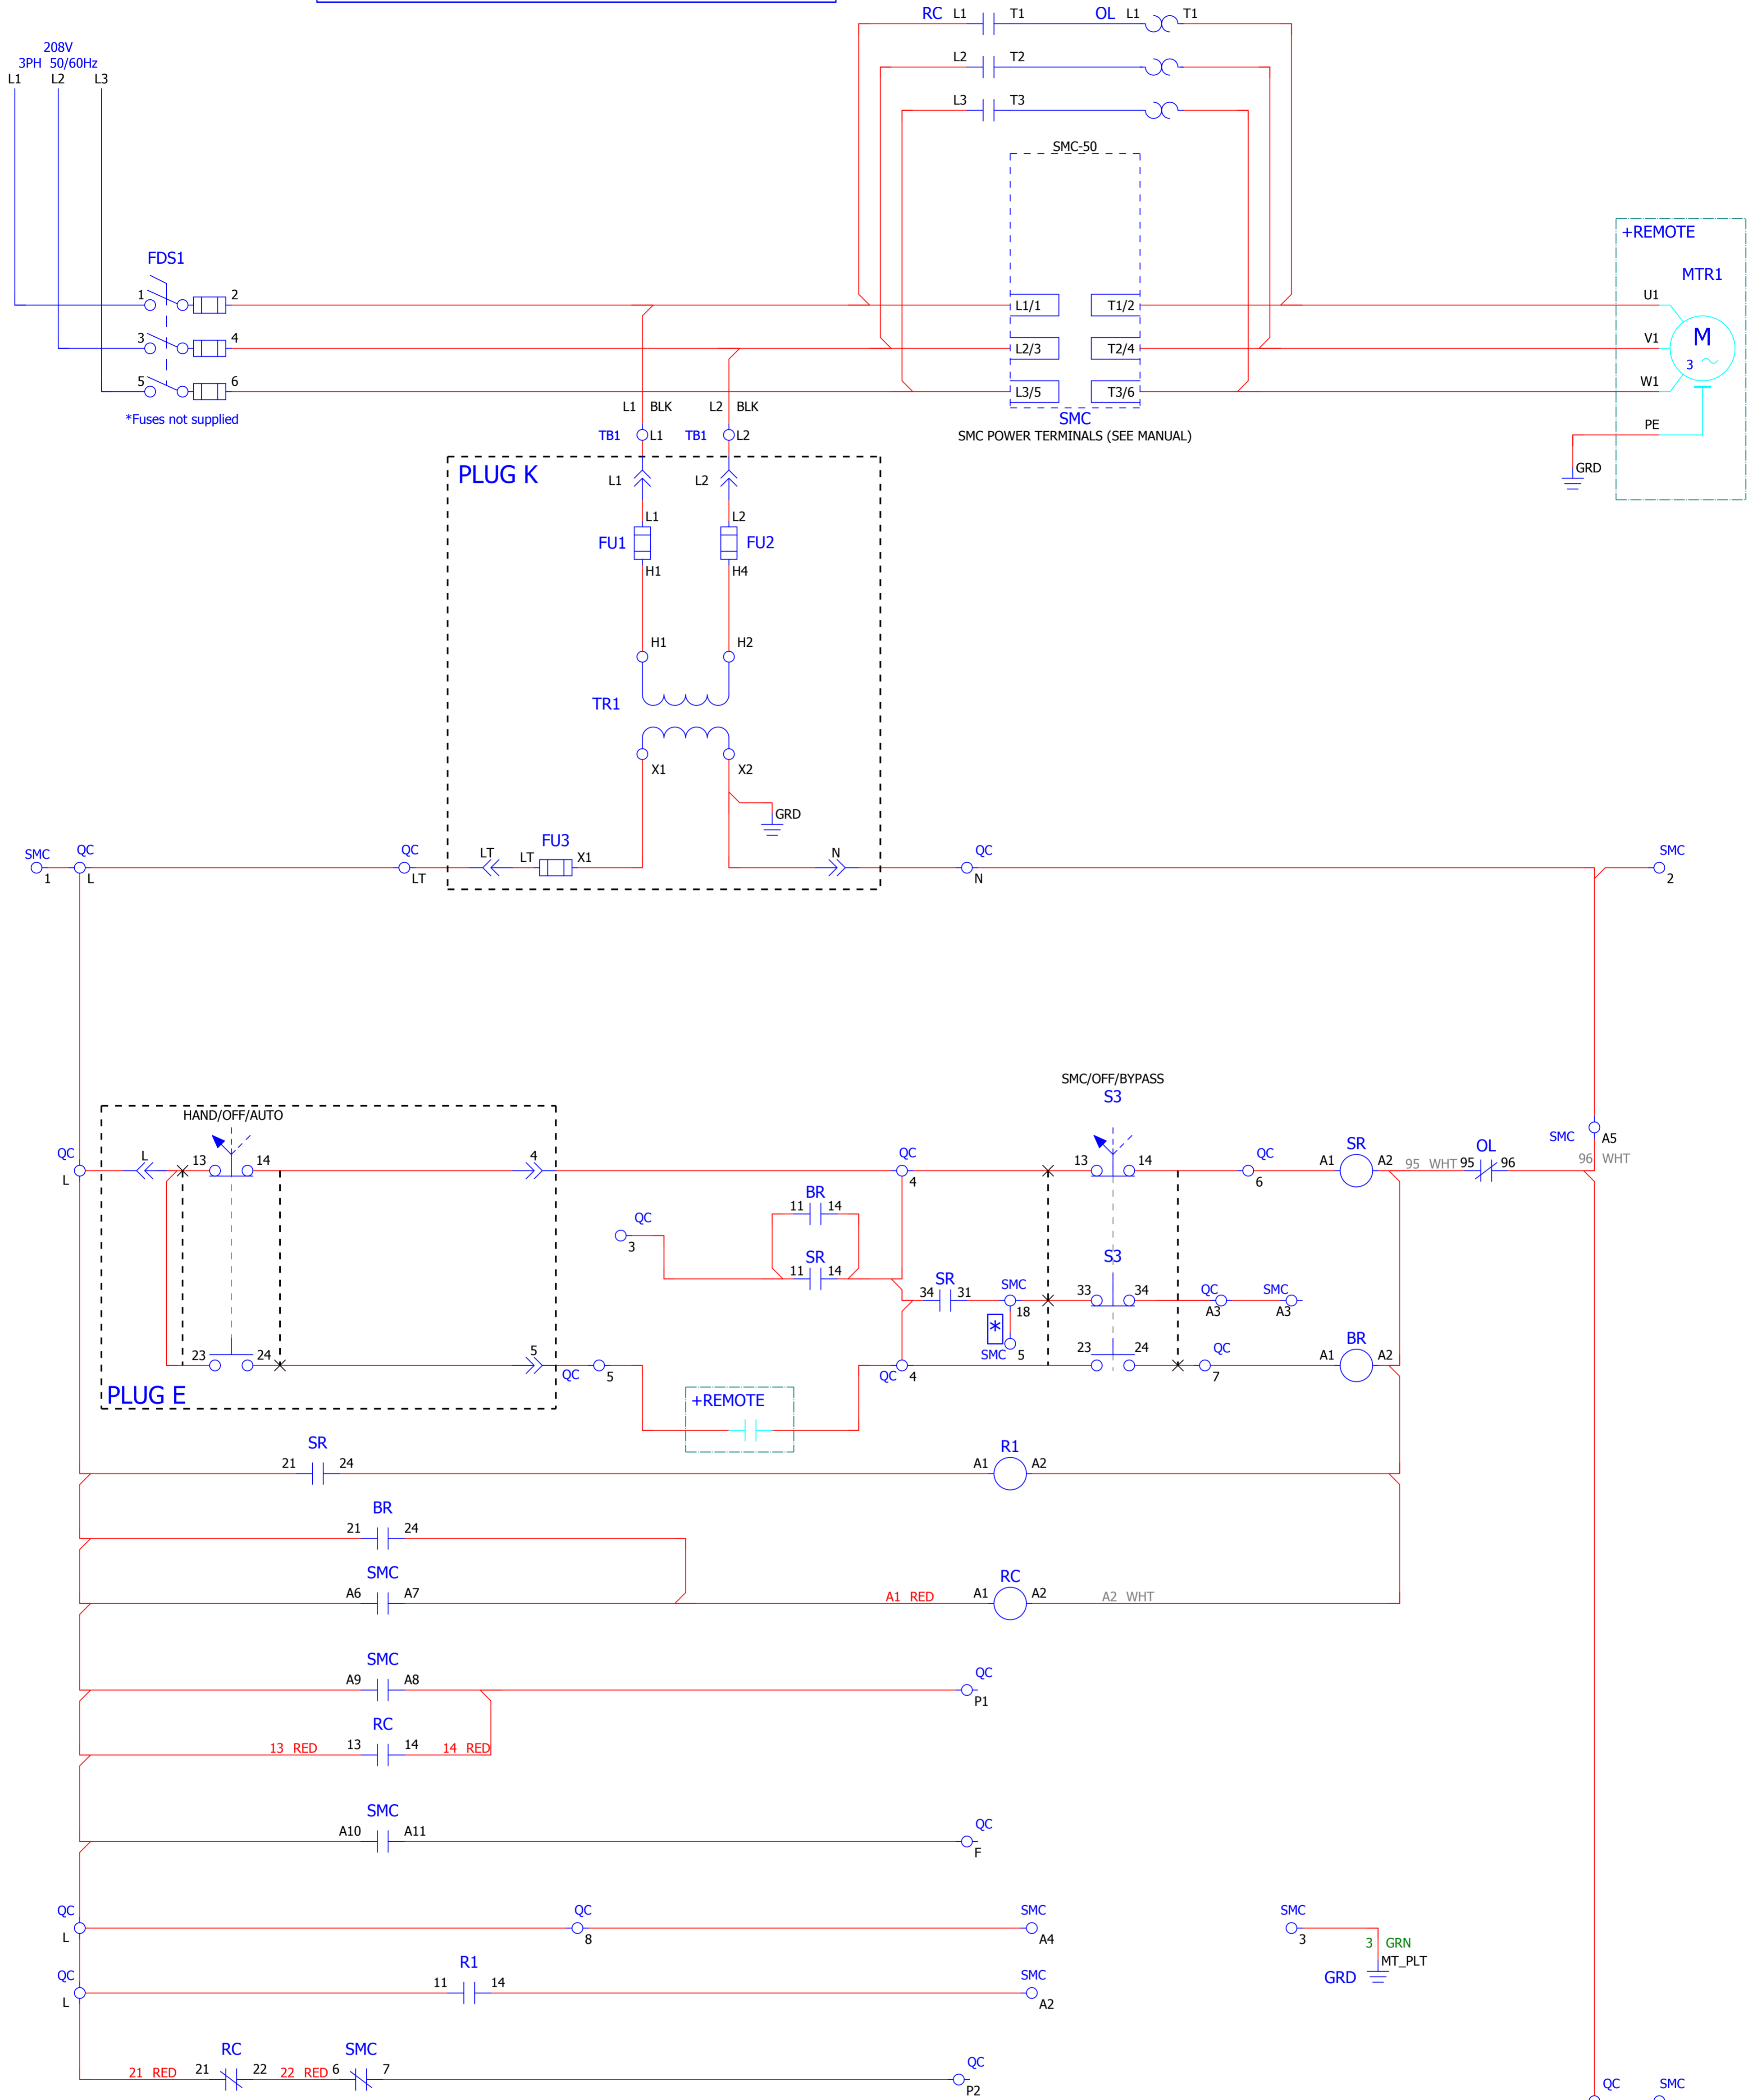 RC L1 T1 OL L1 T1
208V
3PH 50/60Hz
L1 L2 L3
L2 T2
L3 T3
SMC-50
+REMOTE
FDS1
MTR1
1 2 L1/1 T1/2 U1
3 4 L2/3 T2/4 V1
M
3
5 6 L3/5 T3/6 W1
*Fuses not supplied
L1 BLK L2 BLK
SMC
PE
TB1 L1 TB1 L2
SMC POWER TERMINALS (SEE MANUAL)
GRD
PLUG K
L1 L2
L1 L2
FU1 FU2
H1 H4
H1 H2
TR1
X1 X2
GRD
SMC QC QC FU3 QC SMC
LT LT X1 N
1 L LT N 2
SMC/OFF/BYPASS
S3
HAND/OFF/AUTO
SMC A5
QC L 13 14 4 QC 13 14 QC SR OL
A1 A2 95 WHT 95 96 96 WHT
L 4 6
BR
11 14
QC
3
SR
11 14
S3
SR SMC
34 31 33 34 QC SMC
18 A3 A3
*
SMC 5
23 24 5 23 24 QC BR
A1 A2
QC 5 QC 4 7
PLUG E
+REMOTE
SR R1
21 24 A1 A2
BR
21 24
SMC RC
A6 A7 A1 RED A1 A2 A2 WHT
SMC QC
A9 A8
P1
RC
13 RED 13 14 14 RED
SMC QC
A10 A11
F
QC QC SMC SMC
L 8 A4 3
3 GRN
MT_PLT
GRD
QC R1 SMC
11 14
L A2
RC SMC QC
21 RED 21 22 22 RED 6 7
P2
QC SMC